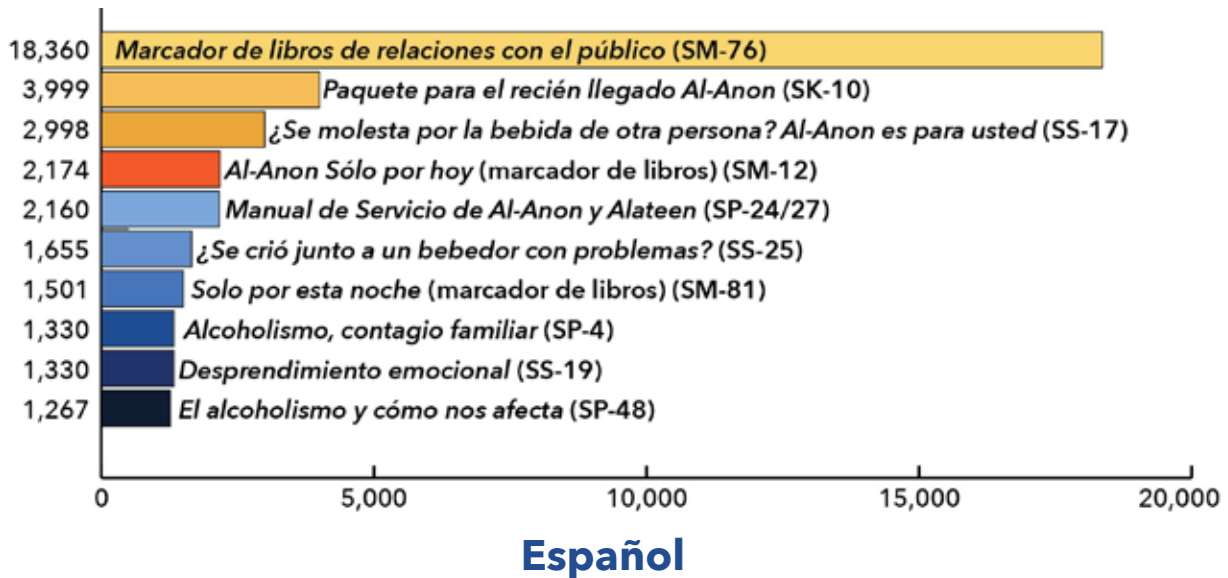 18,360 Marcador de libros de relaciones con el público (SM-76)
3,999 Paquete para el recién llegado Al-Anon (SK-10)
2,998 ¿Se molesta por la bebida de otra persona? Al-Anon es para usted (SS-17)
2,174 Al-Anon Sólo por hoy (marcador de libros) (SM-12)
2,160 Manual de Servicio de Al-Anon y Alateen (SP-24/27)
1,655 ¿Se crió junto a un bebedor con problemas? (SS-25)
1,501 Solo por esta noche (marcador de libros) (SM-81)
1,330 Alcoholismo, contagio familiar (SP-4)
1,330 Desprendimiento emocional (SS-19)
1,267 El alcoholismo y cómo nos afecta (SP-48)
0 5,000 10,000 15,000 20,000
Español